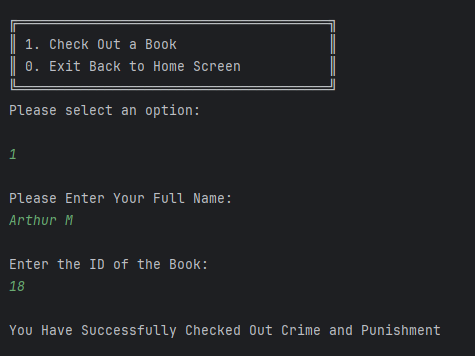 1. Check Out a Book
0. Exit Back to Home Screen
Please select an option:
1
Please Enter Your Full Name:
Arthur M
Enter the ID of the Book:
18
You Have Successfully Checked Out Crime and Punishment